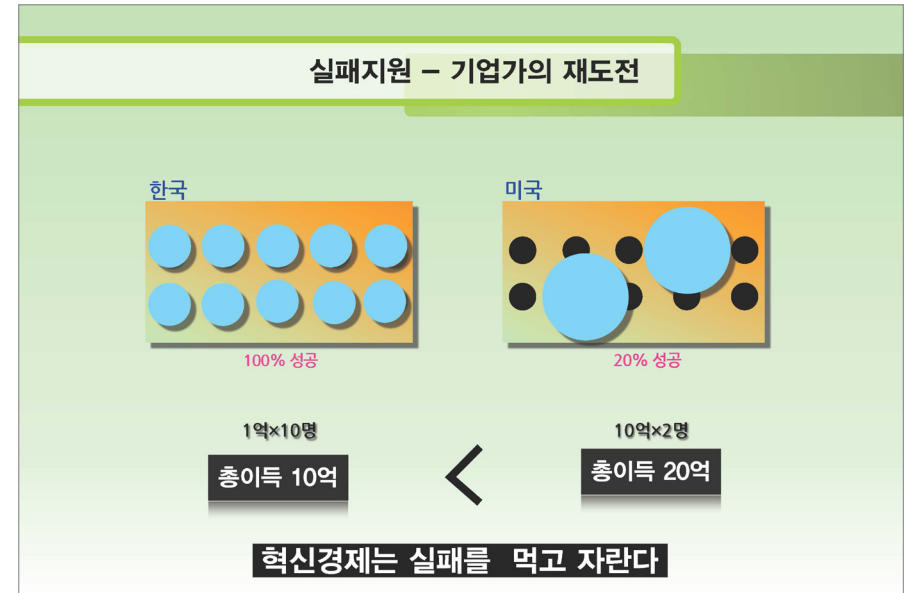 실패지원 – 기업가의 재도전
한국
미국
100% 성공
20% 성공
1억×10명
10억×2명
총이득 10억
<
총이득 20억
혁신경제는 실패를 먹고 자란다